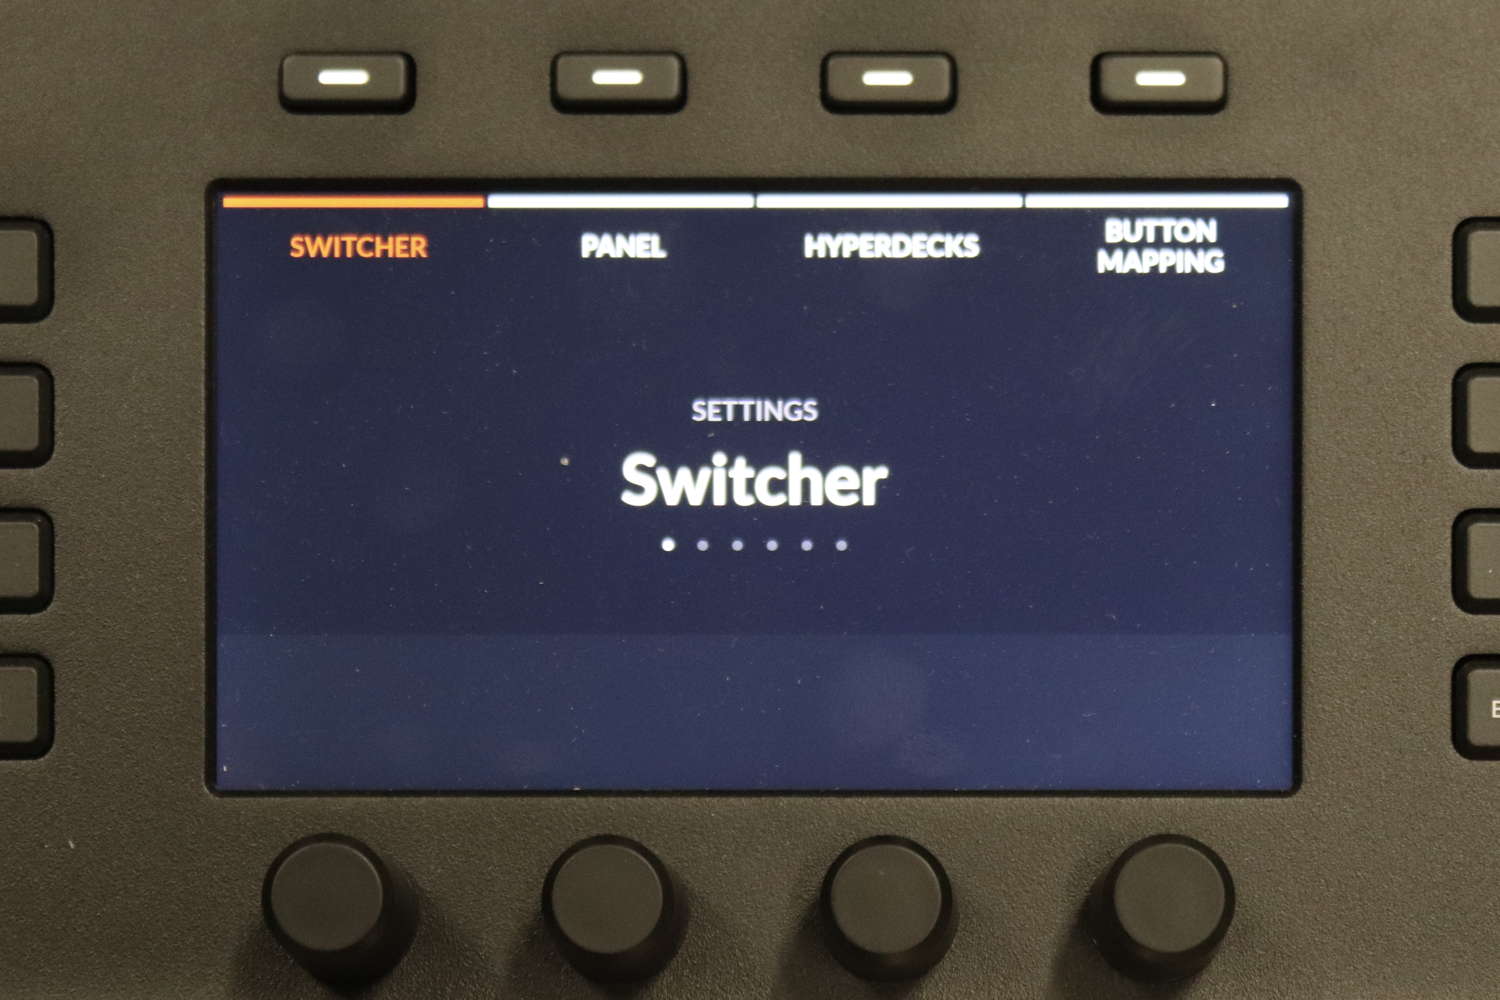 SWITCHER
PANEL
HYPERDECKS
BUTTON
MAPPING
SETTINGS
Switcher